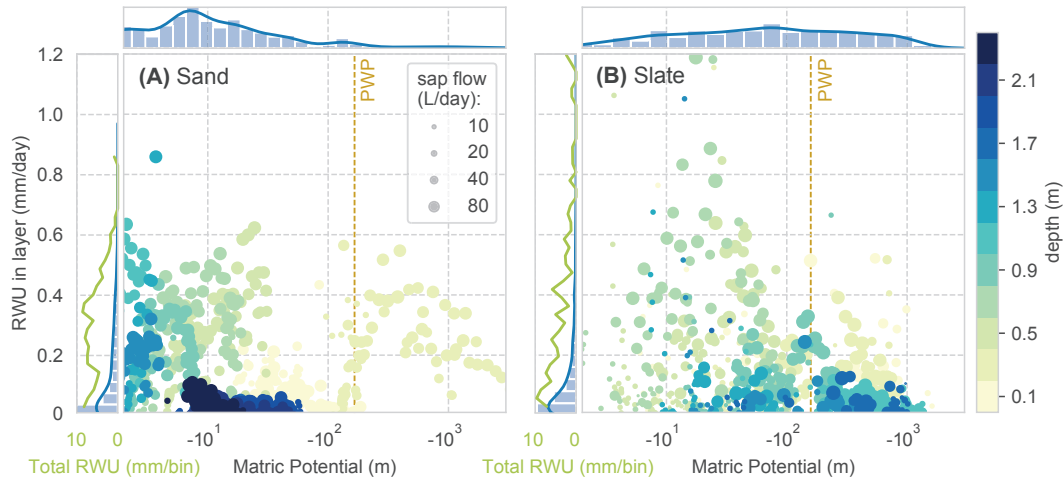 (A) Sand
sap flow
(L/day):
10
20
40
80
PWP
(B) Slate
PWP
RWU in layer (mm/day)
1.2
1.0
0.8
0.6
0.4
0.2
0
10 0
-10¹
-10²
-10³
Total RWU (mm/bin)
Matric Potential (m)
10 0
-10¹
-10²
-10³
Total RWU (mm/bin)
Matric Potential (m)
2.1
1.7
1.3
0.9
0.5
0.1
depth (m)